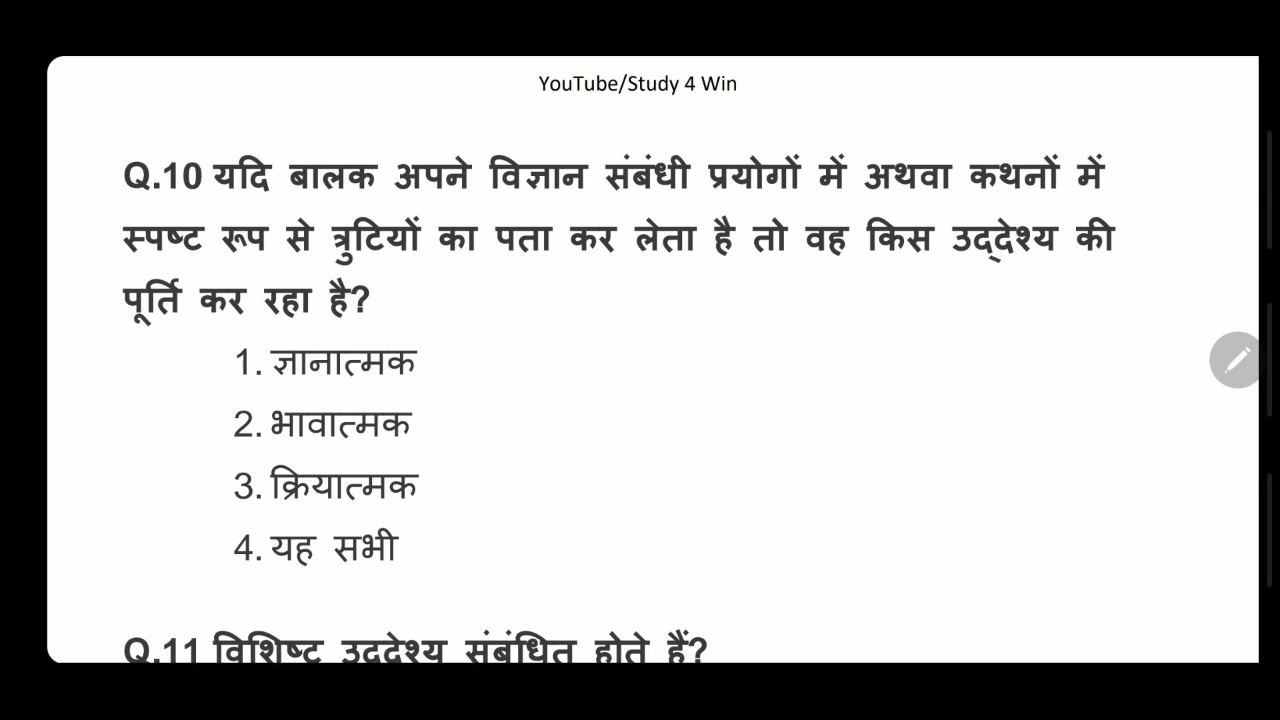 YouTube/Study 4 Win
Q.10 यदि बालक अपने विज्ञान संबंधी प्रयोगों में अथवा कथनों में
स्पष्ट रूप से त्रुटियों का पता कर लेता है तो वह किस उद्देश्य की
पूर्ति कर रहा है?
1. ज्ञानात्मक
2. भावात्मक
3. क्रियात्मक
4. यह सभी
Q.11 विशिष्ट उद्देश्य संबंधित होते हैं?